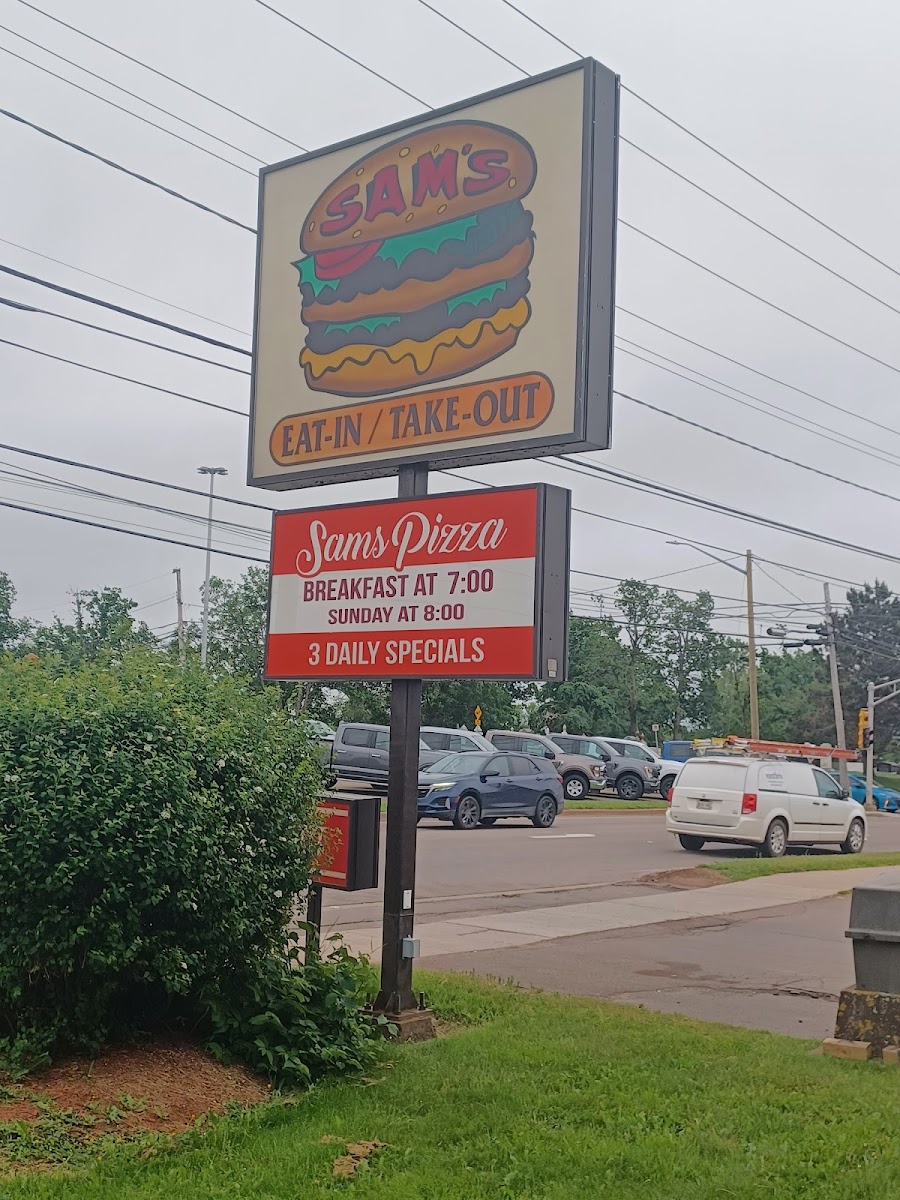 SAM'S
EAT-IN / TAKE-OUT
Sams Pizza
BREAKFAST AT 7:00
SUNDAY AT 8:00
3 DAILY SPECIALS